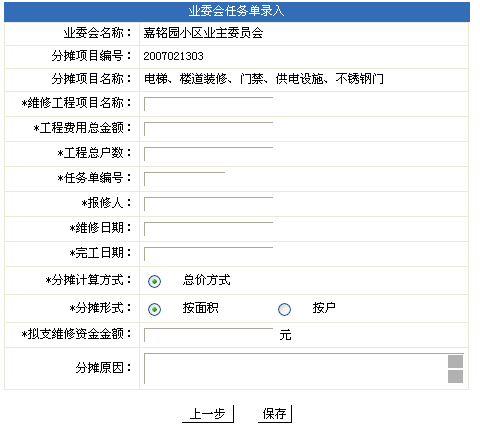 业委会任务单录入
业委会名称： 嘉铭园小区业主委员会
分摊项目编号： 2007021303
分摊项目名称： 电梯、楼道装修、门禁、供电设施、不锈钢门
*维修工程项目名称：
*工程费用总金额：
*工程总户数：
*任务单编号：
*报修人：
*维修日期：
*完工日期：
*分摊计算方式： 总价方式
*分摊形式： 按面积 按户
*拟支维修资金金额： 元
分摊原因：
上一步 保存